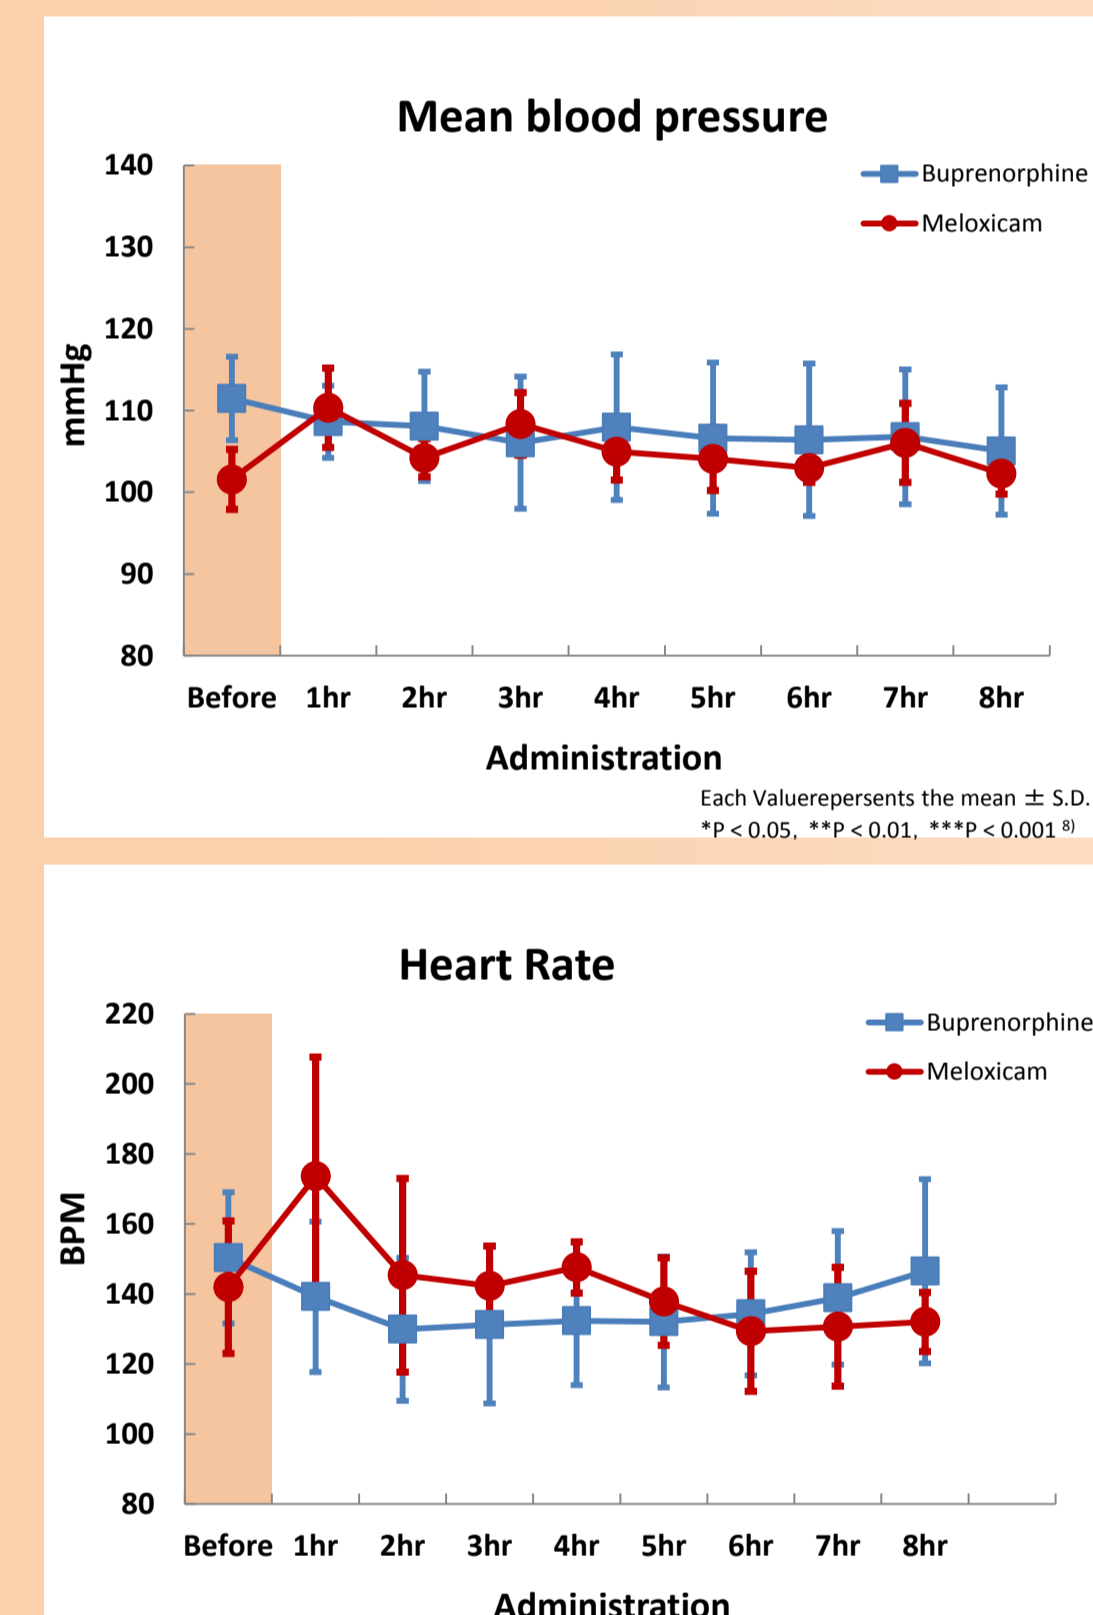 Mean blood pressure
Buprenorphine
Meloxicam
140
130
120
110
100
90
80
mmHg
Before 1hr 2hr 3hr 4hr 5hr 6hr 7hr 8hr
Administration
Each Valuerepersents the mean ± S.D.
*P < 0.05, **P < 0.01, ***P < 0.001 8)
Heart Rate
Buprenorphine
Meloxicam
220
200
180
160
140
120
100
80
BPM
Before 1hr 2hr 3hr 4hr 5hr 6hr 7hr 8hr
Administration